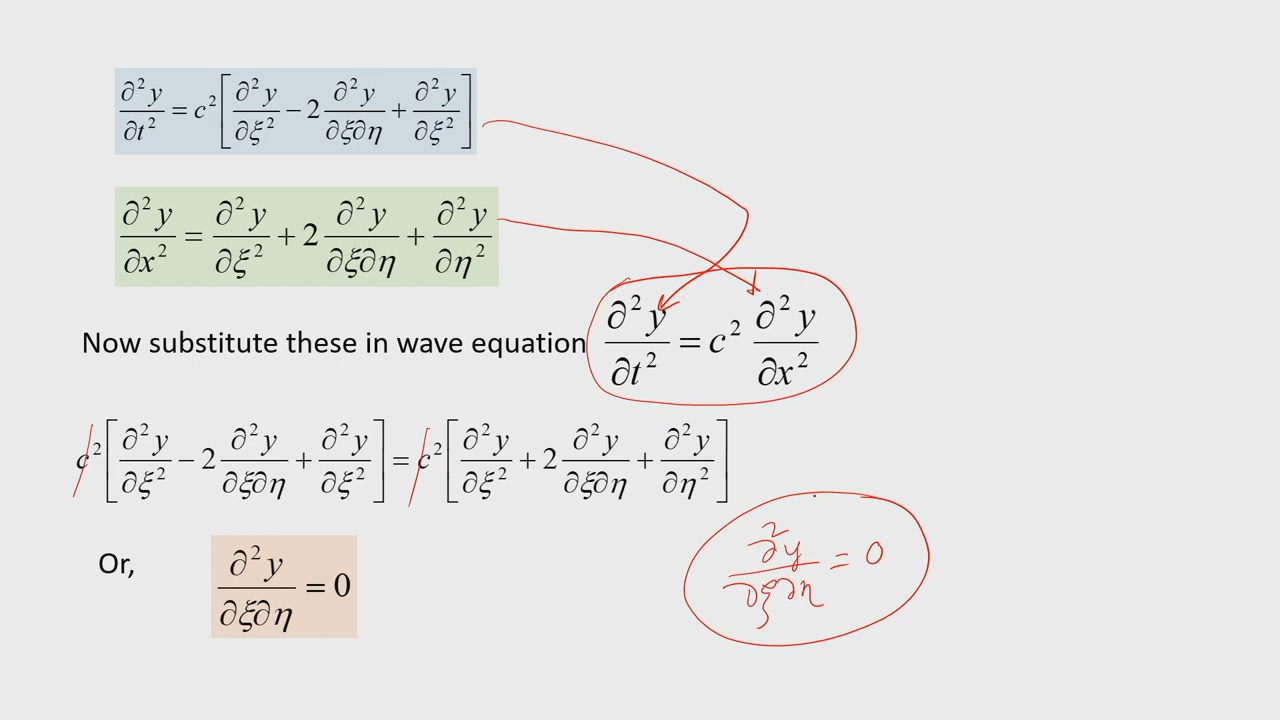 ∂²y/∂t² = c² [∂²y/∂ξ² − 2 ∂²y/∂ξ∂η + ∂²y/∂ξ²]
∂²y/∂x² = ∂²y/∂ξ² + 2 ∂²y/∂ξ∂η + ∂²y/∂η²
Now substitute these in wave equation ∂²y/∂t² = c² ∂²y/∂x²
c² [∂²y/∂ξ² − 2 ∂²y/∂ξ∂η + ∂²y/∂ξ²] = c² [∂²y/∂ξ² + 2 ∂²y/∂ξ∂η + ∂²y/∂η²]
Or, ∂²y/∂ξ∂η = 0
∂²y/∂ξ∂η = 0